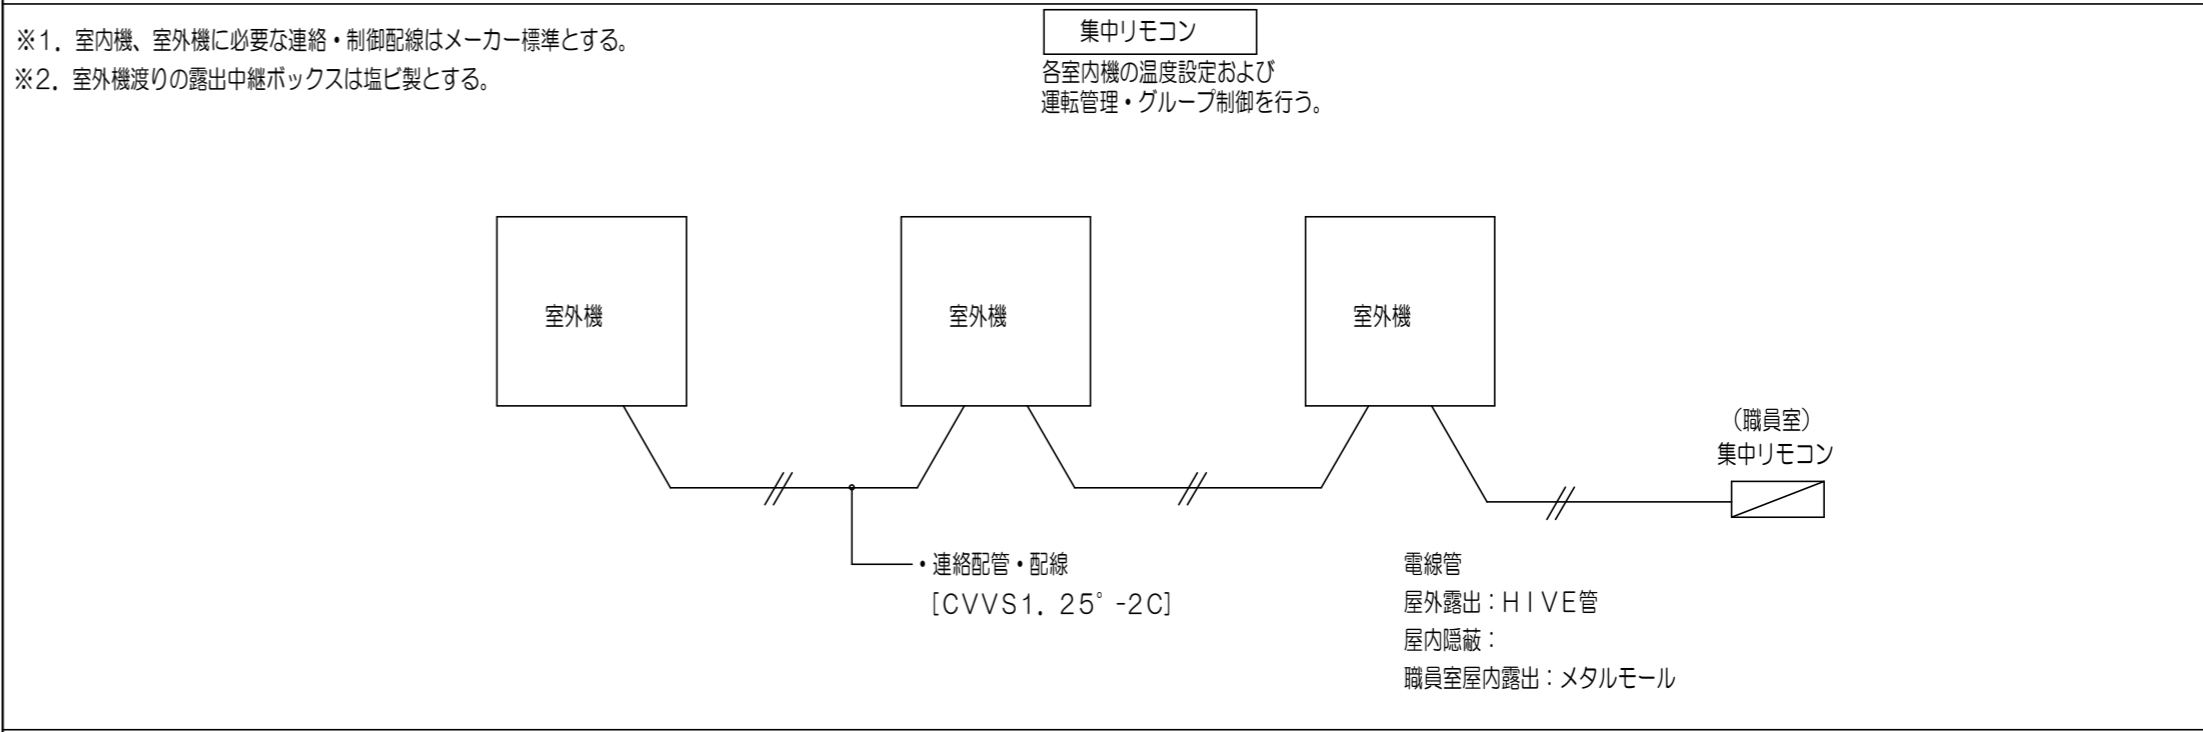 ※1．室内機、室外機に必要な連絡・制御配線はメーカー標準とする。
※2．室外機渡りの露出中継ボックスは塩ビ製とする。
集中リモコン
各室内機の温度設定および
運転管理・グループ制御を行う。
室外機
室外機
室外機
（職員室）
集中リモコン
・連絡配管・配線
[CVVS1．25°-2C]
電線管
屋外露出：ＨＩＶＥ管
屋内隠蔽：
職員室屋内露出：メタルモール